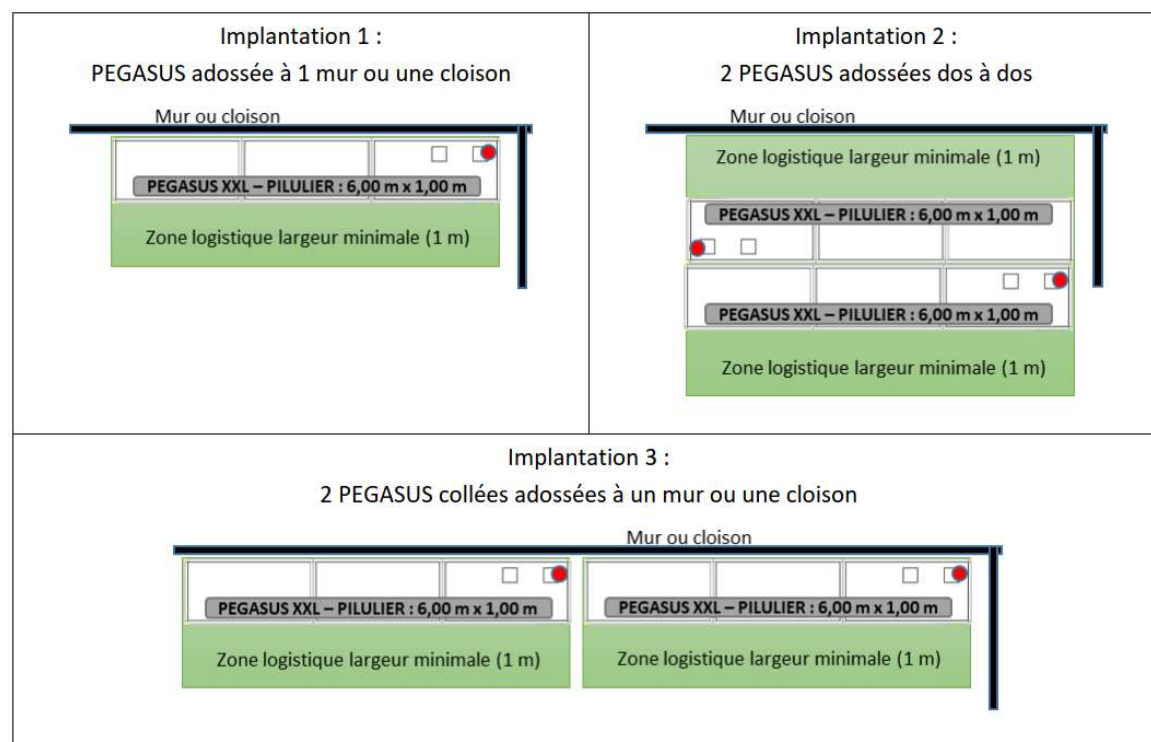 Implantation 1 :
PEGASUS adossée à 1 mur ou une cloison
Mur ou cloison
PEGASUS XXL – PILULIER : 6,00 m x 1,00 m
Zone logistique largeur minimale (1 m)
Implantation 2 :
2 PEGASUS adossées dos à dos
Mur ou cloison
Zone logistique largeur minimale (1 m)
PEGASUS XXL – PILULIER : 6,00 m x 1,00 m
PEGASUS XXL – PILULIER : 6,00 m x 1,00 m
Zone logistique largeur minimale (1 m)
Implantation 3 :
2 PEGASUS collées adossées à un mur ou une cloison
Mur ou cloison
PEGASUS XXL – PILULIER : 6,00 m x 1,00 m
PEGASUS XXL – PILULIER : 6,00 m x 1,00 m
Zone logistique largeur minimale (1 m)
Zone logistique largeur minimale (1 m)